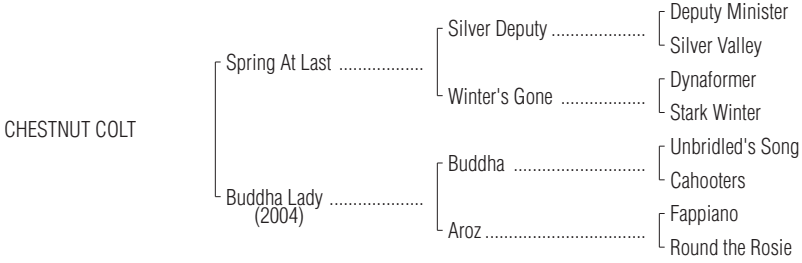 Deputy Minister
Silver Deputy ....................
Silver Valley
Spring At Last ..................
Dynaformer
Winter's Gone ..................
Stark Winter
CHESTNUT COLT
Unbridled's Song
Buddha ............................
Cahooters
Buddha Lady ....................
(2004)
Fappiano
Aroz..................................
Round the Rosie